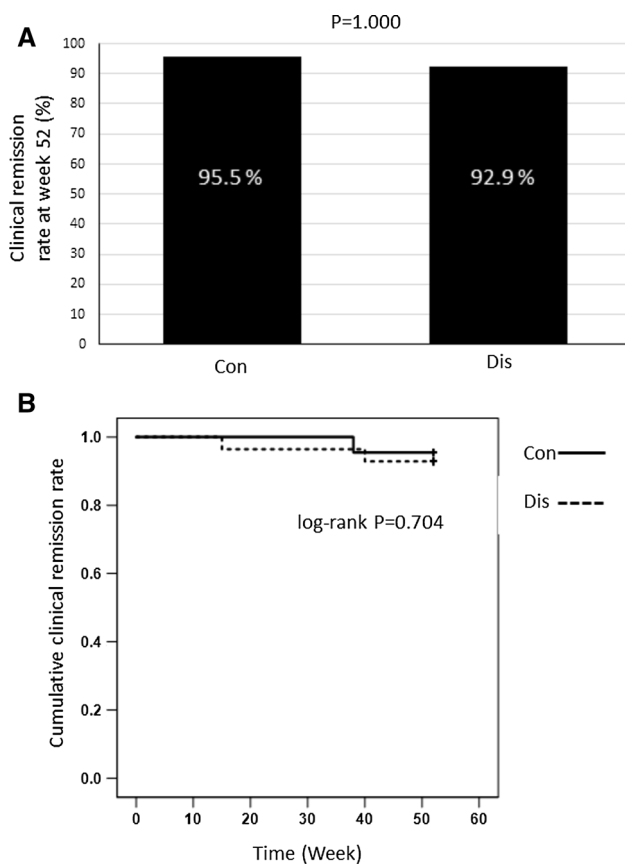 A
P=1.000
Clinical remission
rate at week 52 (%)
100
90
80
70
60
50
40
30
20
10
0
95.5%
92.9%
Con
Dis
B
Cumulative clinical remission rate
1.0
0.8
0.6
0.4
0.2
0.0
log-rank P=0.704
Con
Dis
0 10 20 30 40 50 60
Time (Week)